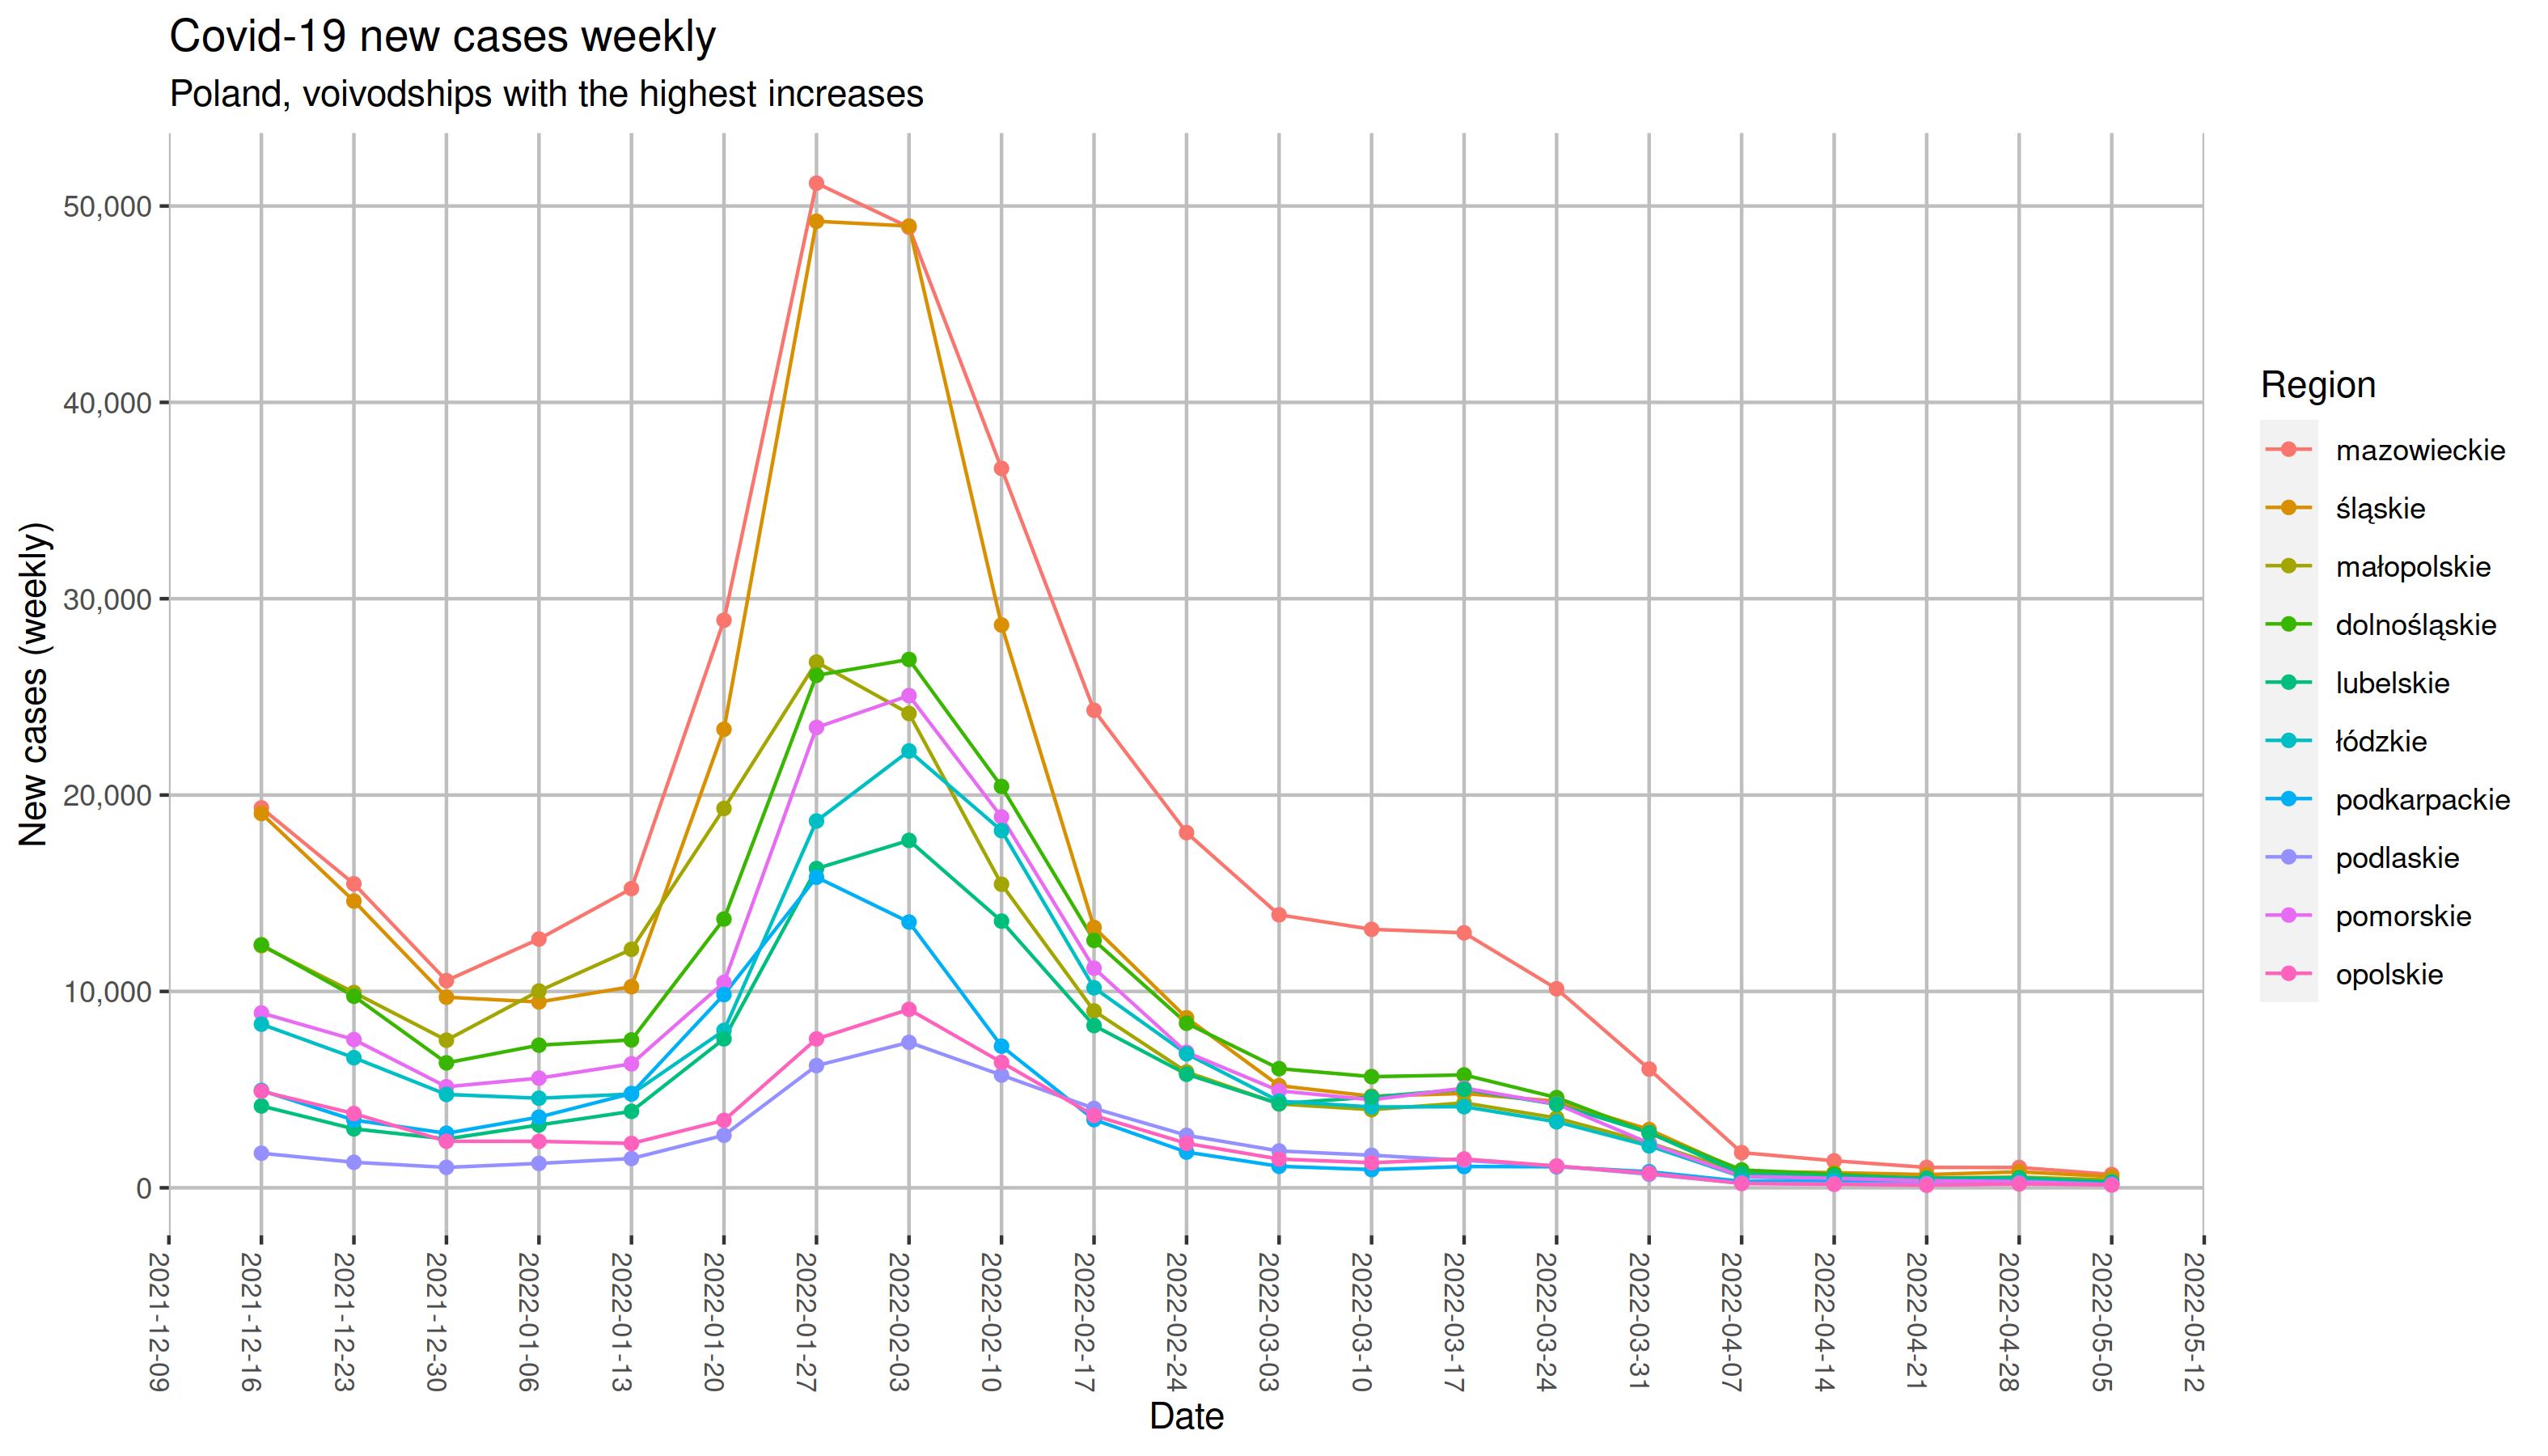 Covid-19 new cases weekly
Poland, voivodships with the highest increases
New cases (weekly)
50,000
40,000
30,000
20,000
10,000
0
2021-12-09
2021-12-16
2021-12-23
2021-12-30
2022-01-06
2022-01-13
2022-01-20
2022-01-27
2022-02-03
2022-02-10
2022-02-17
2022-02-24
2022-03-03
2022-03-10
2022-03-17
2022-03-24
2022-03-31
2022-04-07
2022-04-14
2022-04-21
2022-04-28
2022-05-05
2022-05-12
Date
Region
mazowieckie
śląskie
małopolskie
dolnośląskie
lubelskie
łódzkie
podkarpackie
podlaskie
pomorskie
opolskie